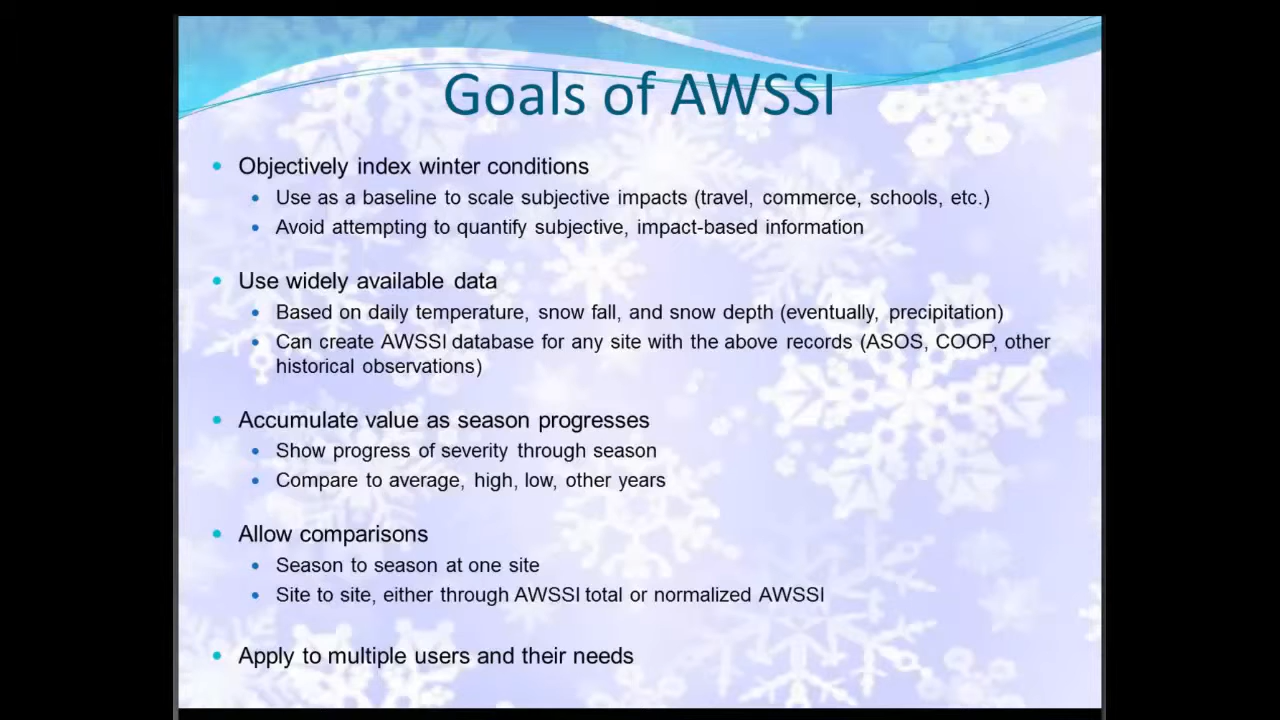 Goals of AWSSI
• Objectively index winter conditions
• Use as a baseline to scale subjective impacts (travel, commerce, schools, etc.)
• Avoid attempting to quantify subjective, impact-based information
• Use widely available data
• Based on daily temperature, snow fall, and snow depth (eventually, precipitation)
• Can create AWSSI database for any site with the above records (ASOS, COOP, other
historical observations)
• Accumulate value as season progresses
• Show progress of severity through season
• Compare to average, high, low, other years
• Allow comparisons
• Season to season at one site
• Site to site, either through AWSSI total or normalized AWSSI
• Apply to multiple users and their needs